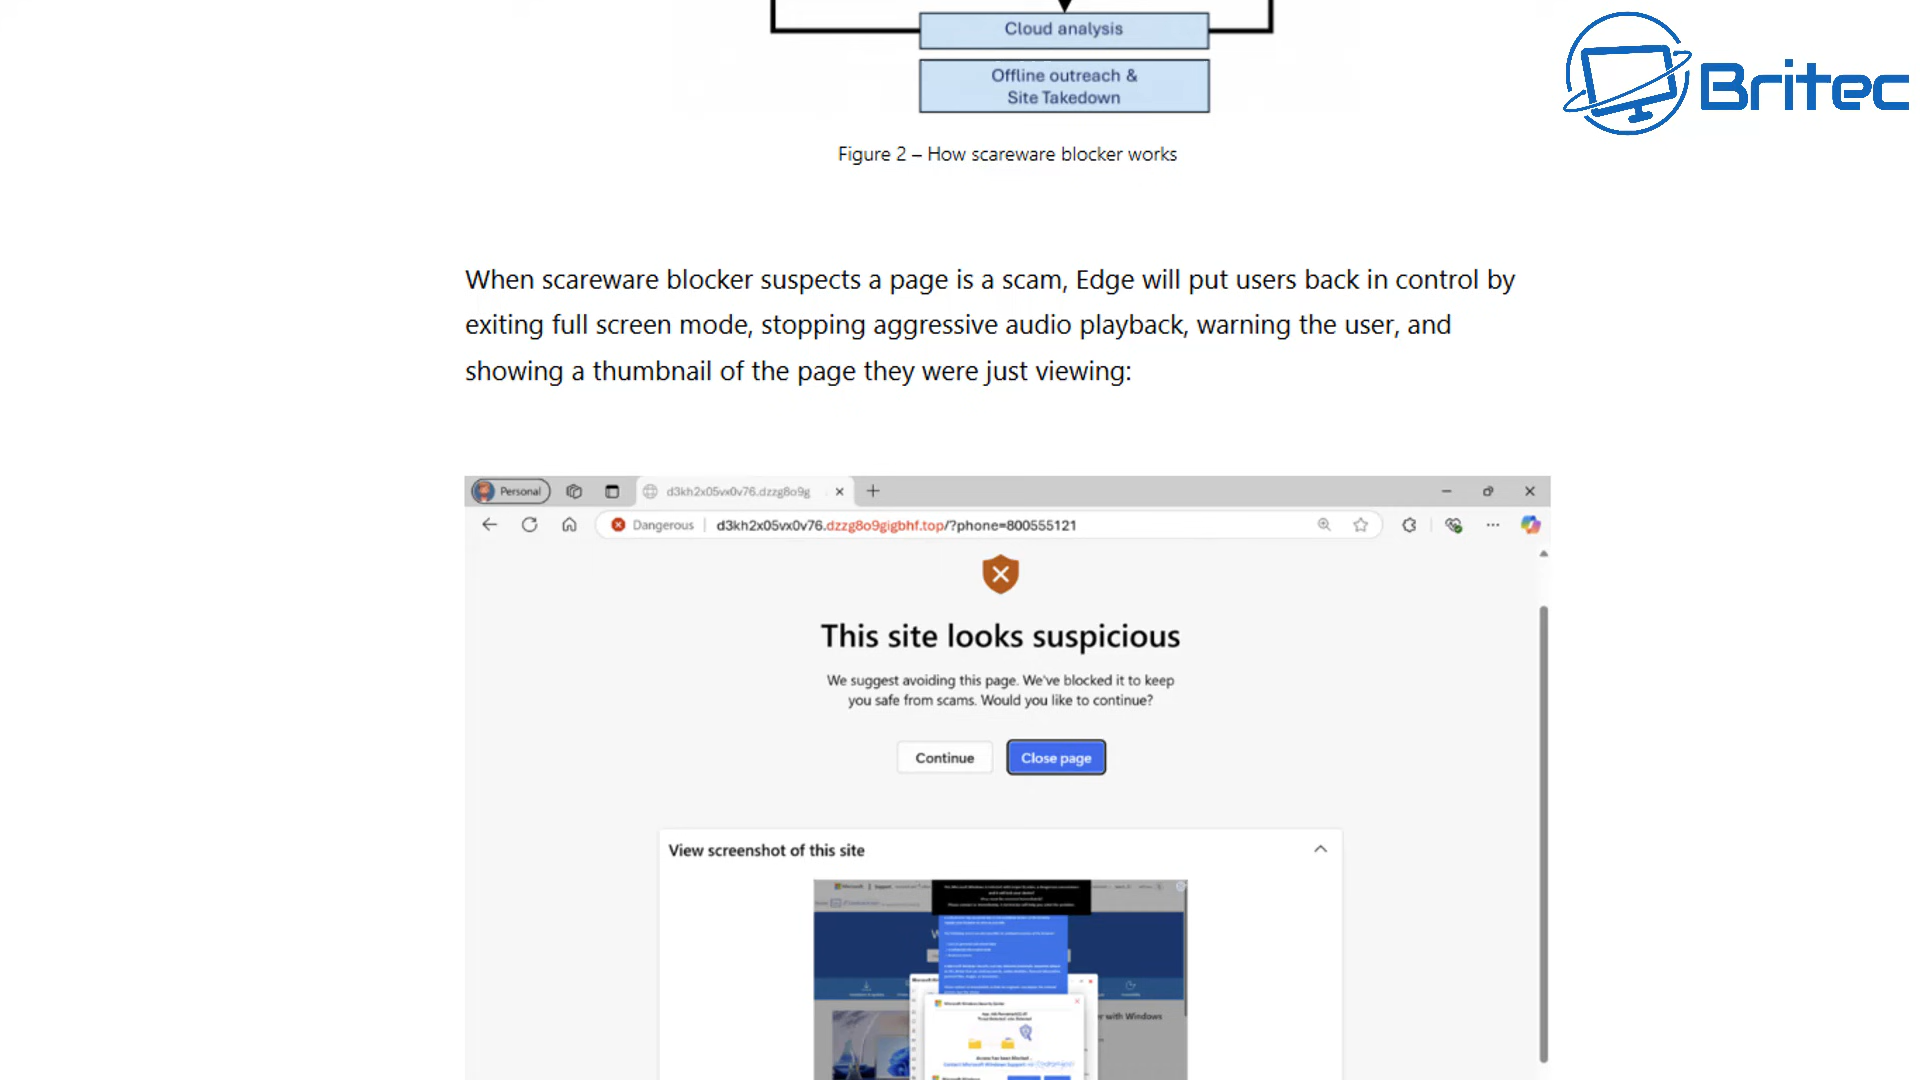 Cloud analysis
Offline outreach &
Site Takedown
Britec
Figure 2 – How scareware blocker works
When scareware blocker suspects a page is a scam, Edge will put users back in control by
exiting full screen mode, stopping aggressive audio playback, warning the user, and
showing a thumbnail of the page they were just viewing:
Personal
d3kh2x05vx0v76.dzzg8o9g
Dangerous
d3kh2x05vx0v76.dzzg8o9gigbhf.top/?phone=800555121
This site looks suspicious
We suggest avoiding this page. We've blocked it to keep
you safe from scams. Would you like to continue?
Continue
Close page
View screenshot of this site
Microsoft
Support
with Windows